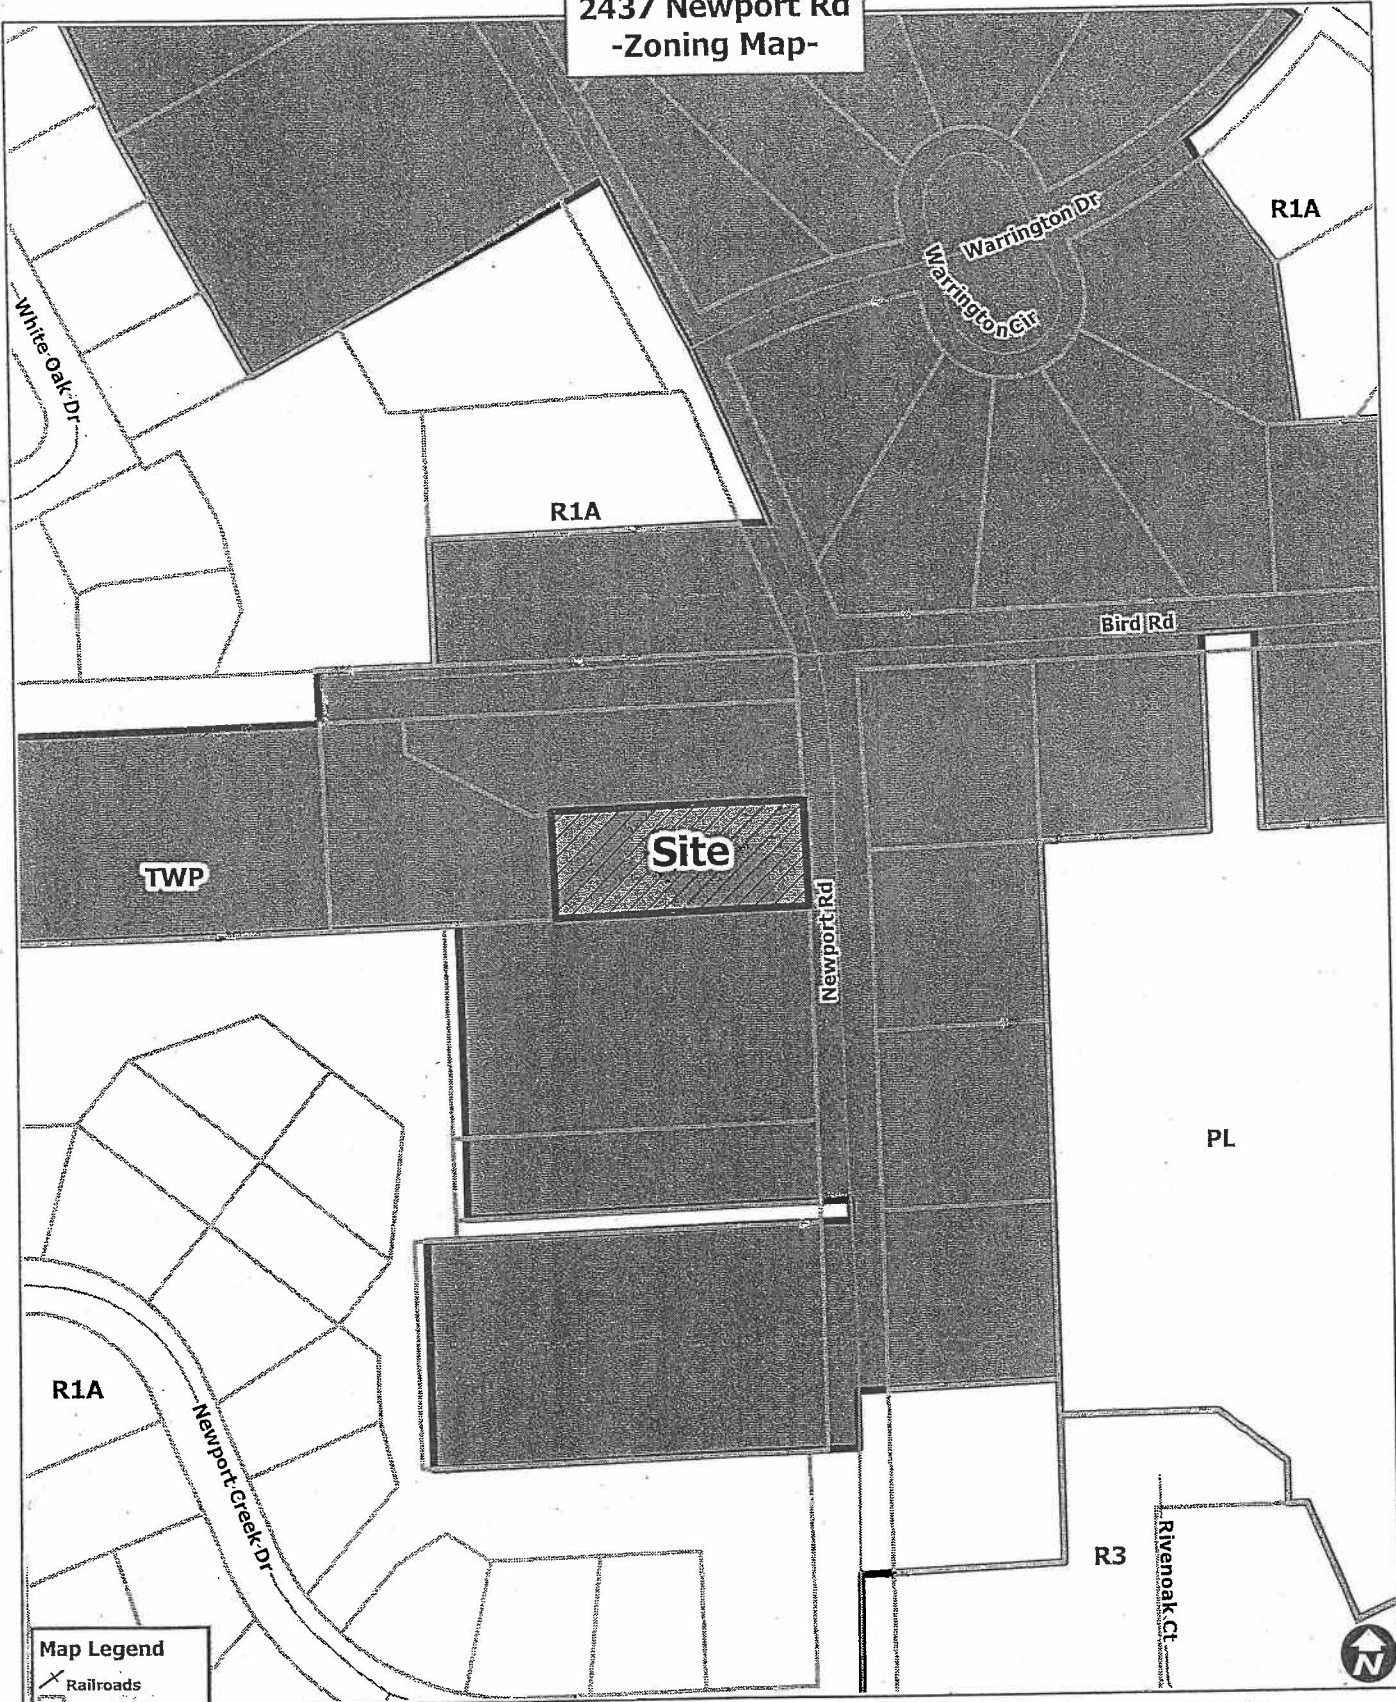 2437 Newport Rd
-Zoning Map-
R1A
Warrington Dr
Warrington Cir
White Oak Dr
R1A
Bird Rd
Site
TWP
Newport Rd
PL
R1A
Newport Creek Dr
R3
Rivenoak Ct
Map Legend
Railroads
N